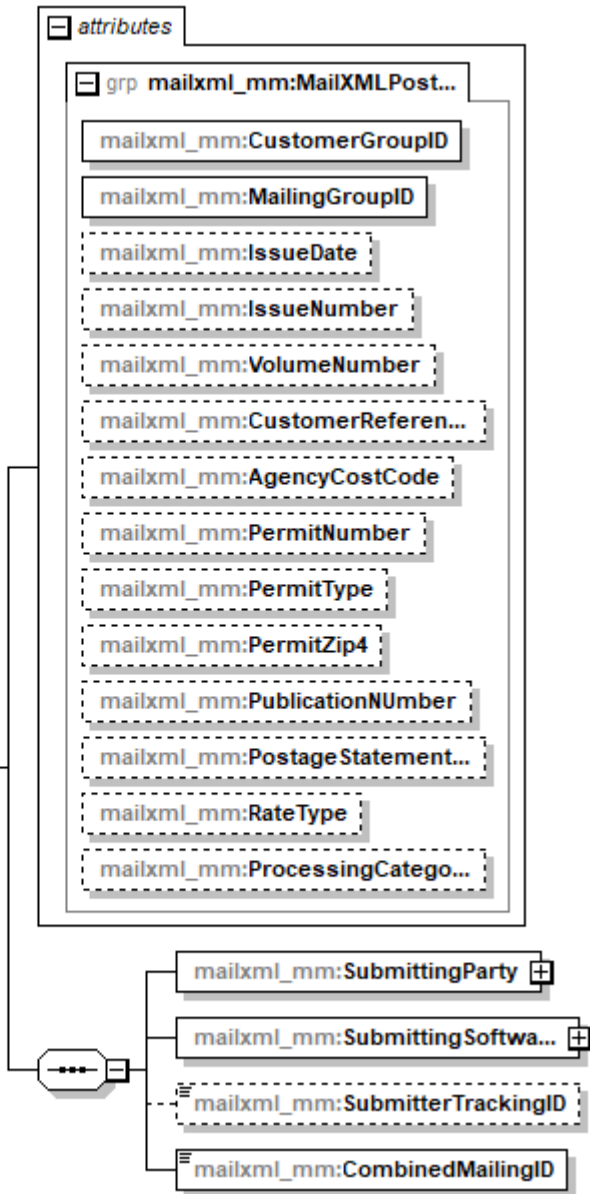 attributes
grp mailxml_mm:MailXMLPost...
mailxml_mm:CustomerGroupID
mailxml_mm:MailingGroupID
mailxml_mm:IssueDate
mailxml_mm:IssueNumber
mailxml_mm:VolumeNumber
mailxml_mm:CustomerReferen...
mailxml_mm:AgencyCostCode
mailxml_mm:PermitNumber
mailxml_mm:PermitType
mailxml_mm:PermitZip4
mailxml_mm:PublicationNUmber
mailxml_mm:PostageStatement...
mailxml_mm:RateType
mailxml_mm:ProcessingCatego...
mailxml_mm:SubmittingParty
mailxml_mm:SubmittingSoftwa...
mailxml_mm:SubmitterTrackingID
mailxml_mm:CombinedMailingID